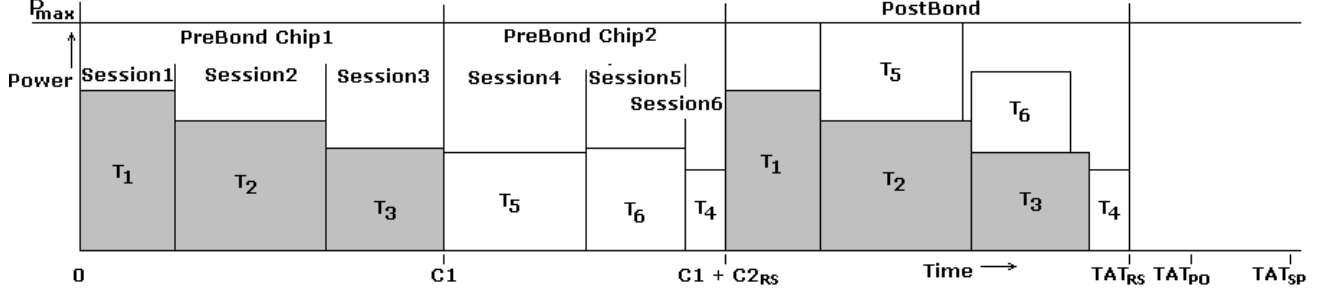 Pmax PostBond
PreBond Chip1 PreBond Chip2
Power Session1 Session2 Session3 Session4 Session5
Session6
T5
T6
T1 T2 T3 T5 T6 T4 T1 T2 T3 T4
0 C1 C1 + C2RS Time TATRS TATPO TATSP